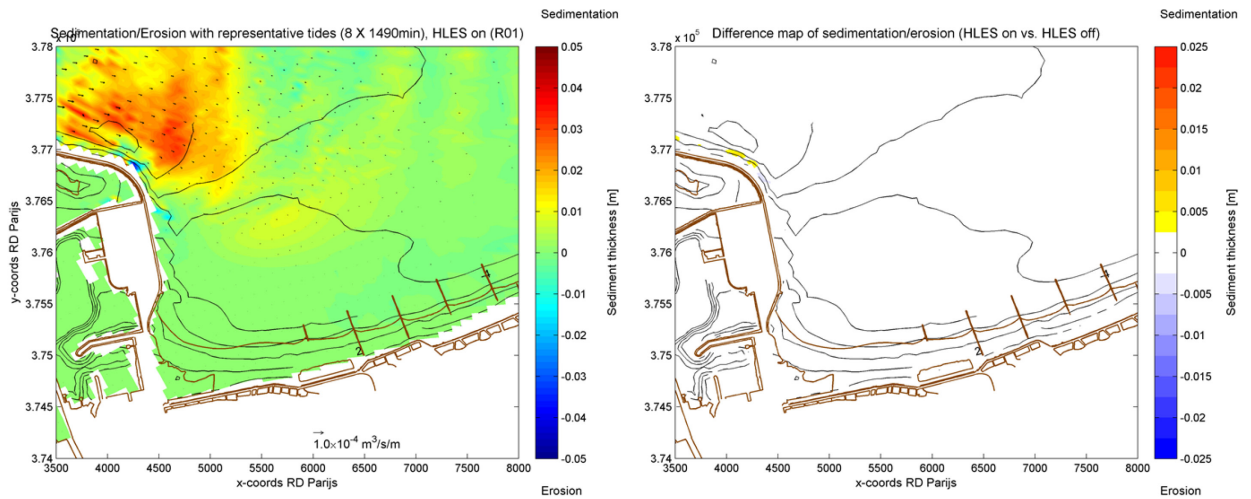 Sedimentation
Sedimentation/Erosion with representative tides (8 X 1490min), HLES on (R01)
3.78
3.775
3.77
3.765
3.76
3.755
3.75
3.745
3.74
y-coords RD Parijs
3500 4000 4500 5000 5500 6000 6500 7000 7500 8000
x-coords RD Parijs
1
2
1.0×10⁻⁴ m³/s/m
0.05
0.04
0.03
0.02
0.01
0
-0.01
-0.02
-0.03
-0.04
-0.05
Sediment thickness [m]
Erosion
Sedimentation
Difference map of sedimentation/erosion (HLES on vs. HLES off)
x 10⁵
3.78
3.775
3.77
3.765
3.76
3.755
3.75
3.745
3.74
3500 4000 4500 5000 5500 6000 6500 7000 7500 8000
x-coords RD Parijs
1
2
0.025
0.02
0.015
0.01
0.005
0
-0.005
-0.01
-0.015
-0.02
-0.025
Sediment thickness [m]
Erosion